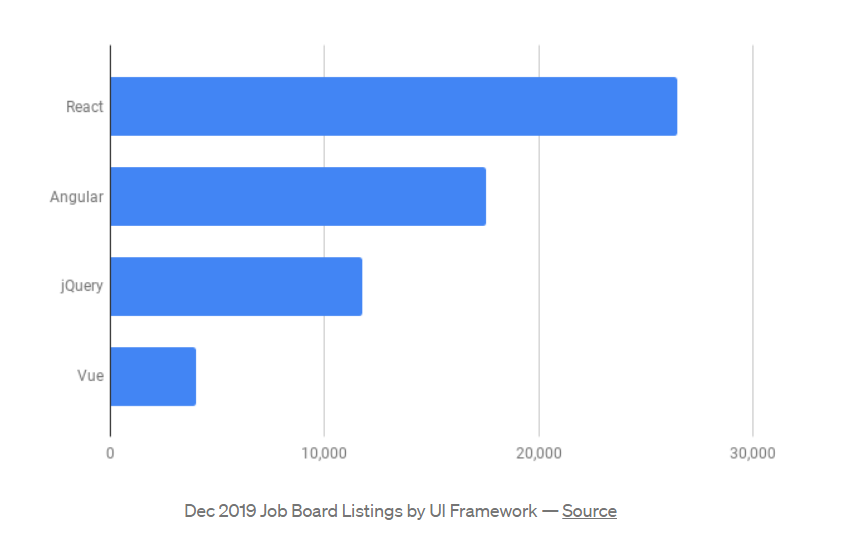 React
Angular
jQuery
Vue
0 10,000 20,000 30,000
Dec 2019 Job Board Listings by UI Framework — Source